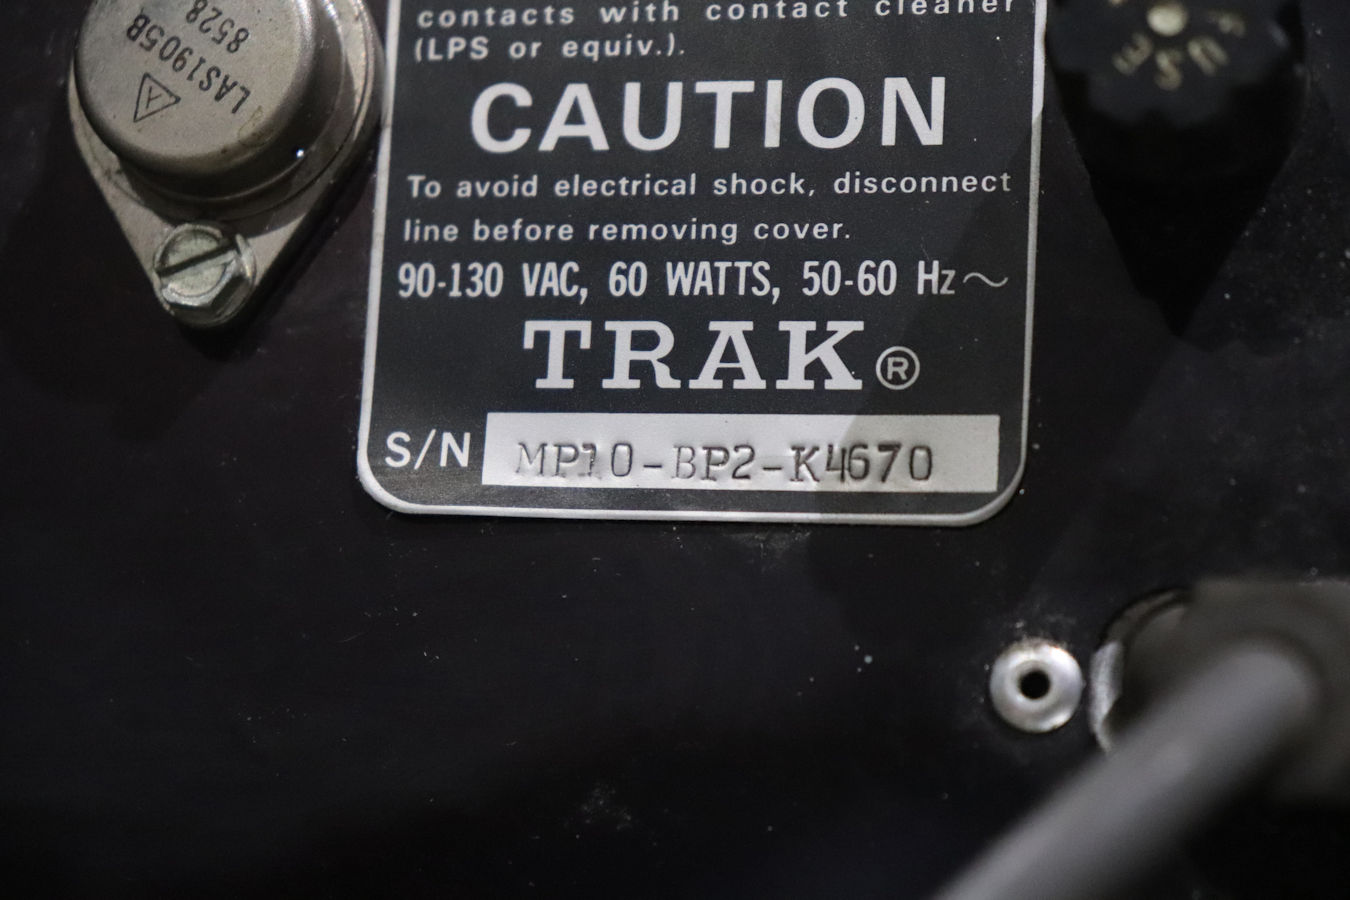 contacts with contact cleaner
(LPS or equiv.).
CAUTION
To avoid electrical shock, disconnect
line before removing cover.
90-130 VAC, 60 WATTS, 50-60 Hz~
TRAK®
S/N MP10-BP2-K4670
LAS1905B
8528
FUSE